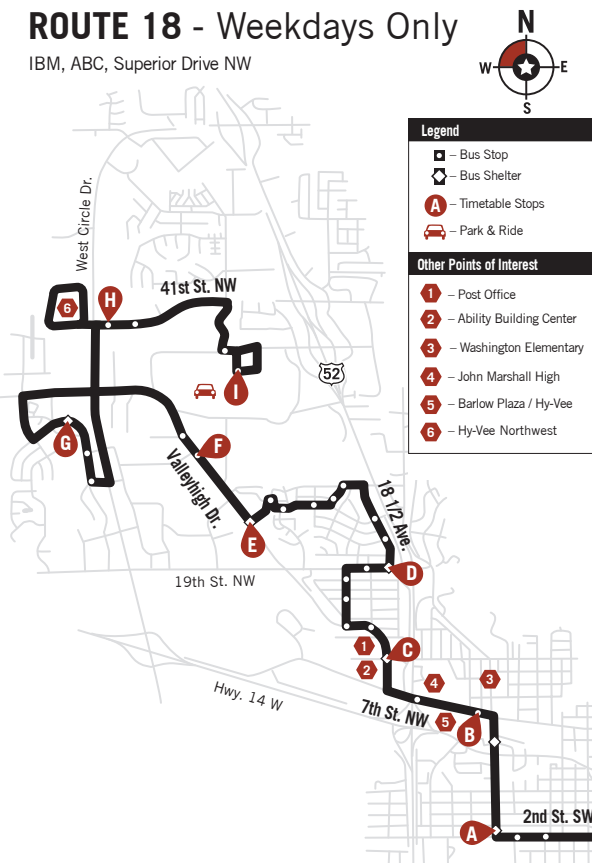 ROUTE 18 - Weekdays Only
IBM, ABC, Superior Drive NW
N
W
E
S
Legend
– Bus Stop
– Bus Shelter
A – Timetable Stops
– Park & Ride
Other Points of Interest
1 – Post Office
2 – Ability Building Center
3 – Washington Elementary
4 – John Marshall High
5 – Barlow Plaza / Hy-Vee
6 – Hy-Vee Northwest
West Circle Dr.
41st St. NW
6
H
I
52
G
F
Valleyhigh Dr.
18 1/2 Ave.
E
D
19th St. NW
1
C
2
4
3
Hwy. 14 W
7th St. NW
5
B
2nd St. SW
A